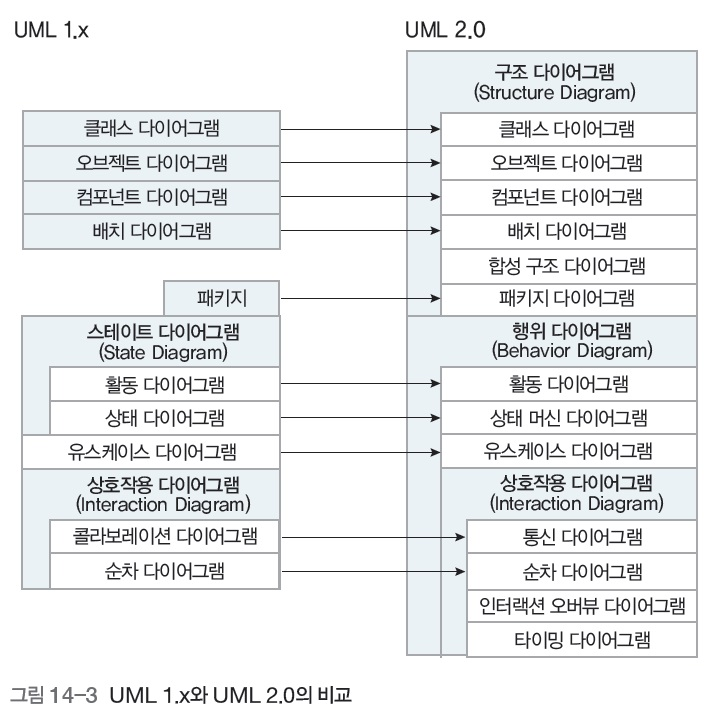 UML 1.x
UML 2.0
클래스 다이어그램
오브젝트 다이어그램
컴포넌트 다이어그램
배치 다이어그램
패키지
스테이트 다이어그램
(State Diagram)
활동 다이어그램
상태 다이어그램
유스케이스 다이어그램
상호작용 다이어그램
(Interaction Diagram)
콜라보레이션 다이어그램
순차 다이어그램
구조 다이어그램
(Structure Diagram)
클래스 다이어그램
오브젝트 다이어그램
컴포넌트 다이어그램
배치 다이어그램
합성 구조 다이어그램
패키지 다이어그램
행위 다이어그램
(Behavior Diagram)
활동 다이어그램
상태 머신 다이어그램
유스케이스 다이어그램
상호작용 다이어그램
(Interaction Diagram)
통신 다이어그램
순차 다이어그램
인터랙션 오버뷰 다이어그램
타이밍 다이어그램
그림 14-3 UML 1.x와 UML 2.0의 비교